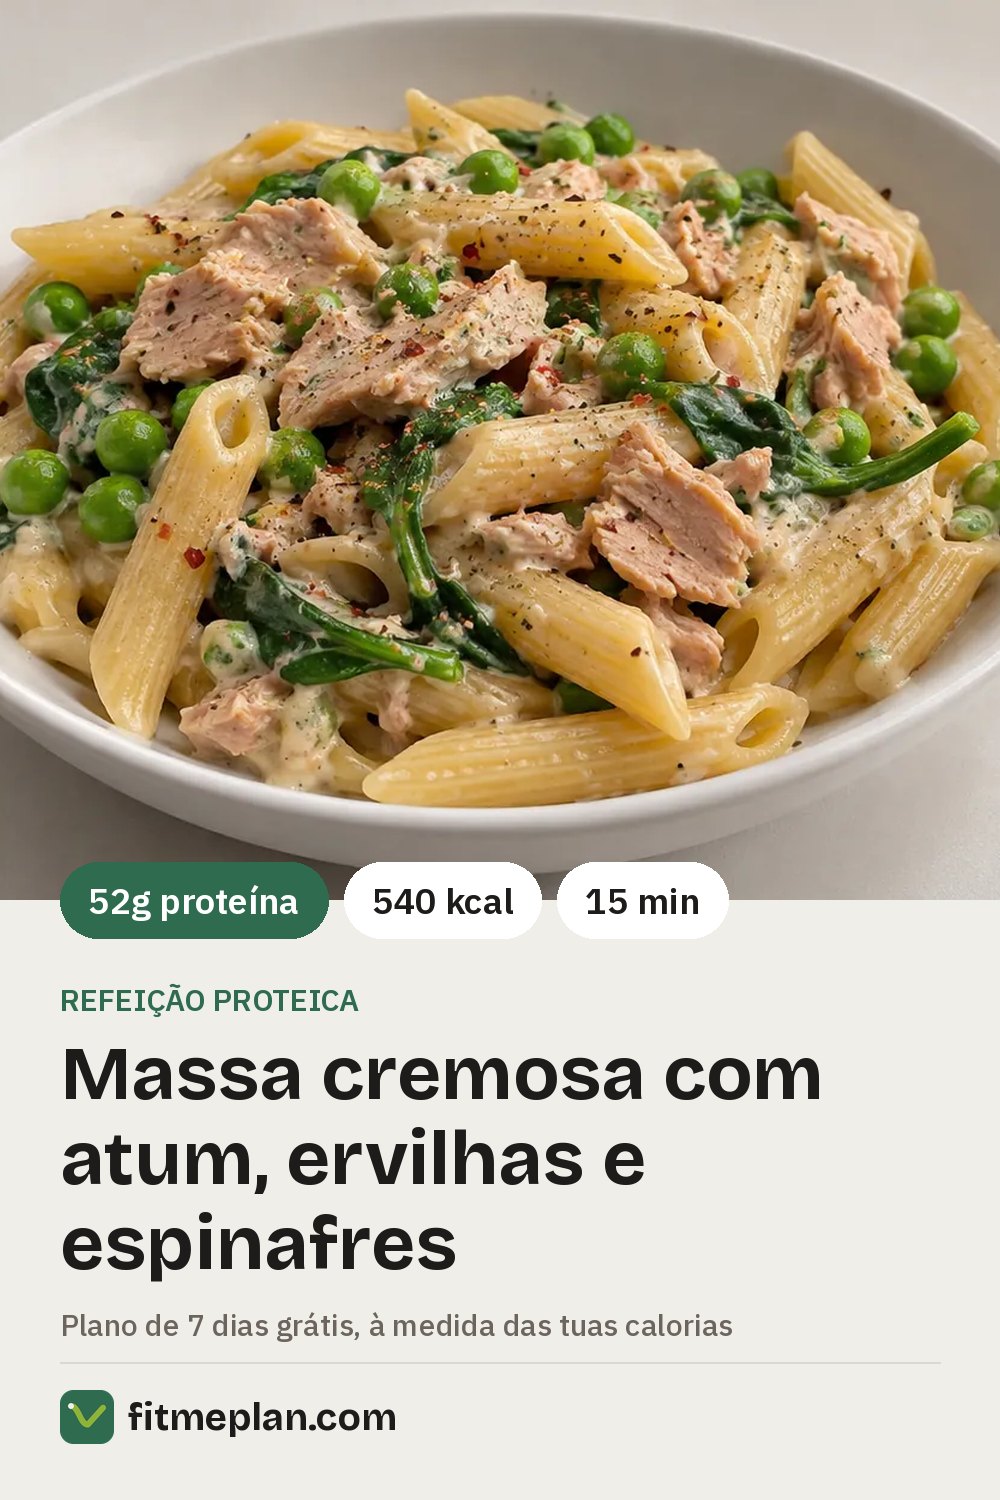 52g proteína
540 kcal
15 min
REFEIÇÃO PROTEICA
Massa cremosa com
atum, ervilhas e
espinafres
Plano de 7 dias grátis, à medida das tuas calorias
fitmeplan.com